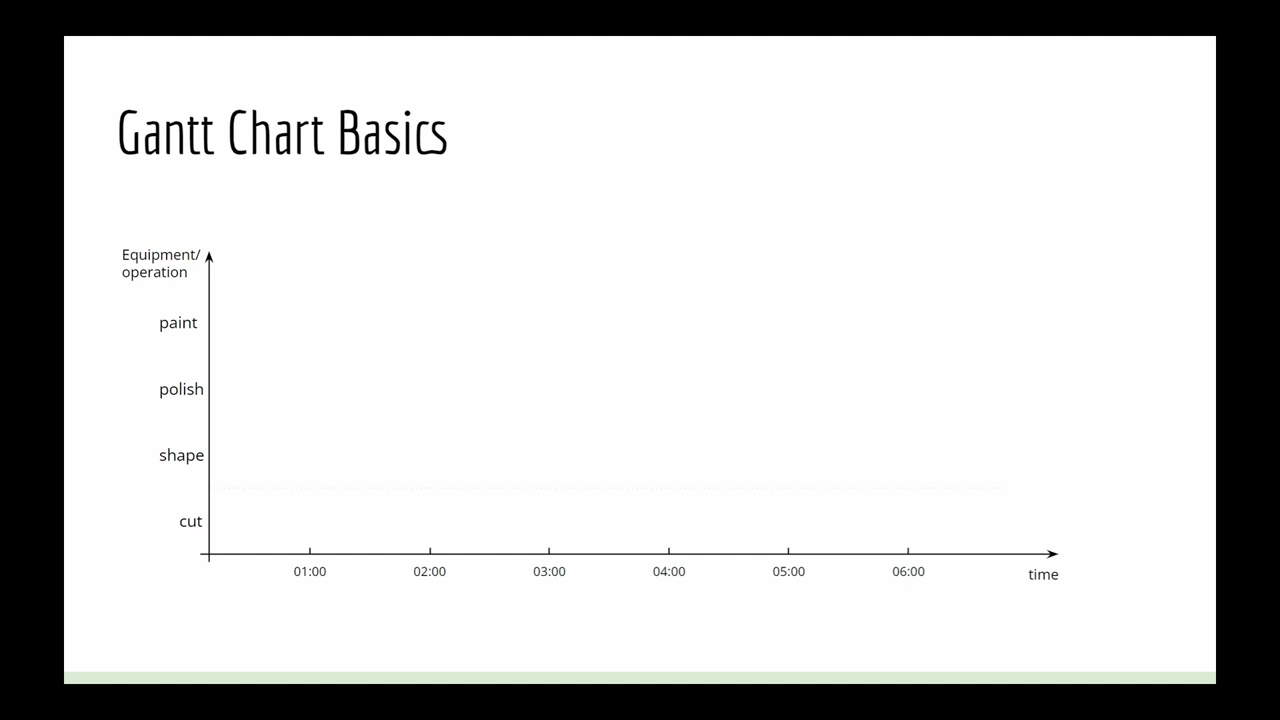 Gantt Chart Basics
Equipment/
operation
paint
polish
shape
cut
01:00 02:00 03:00 04:00 05:00 06:00
time